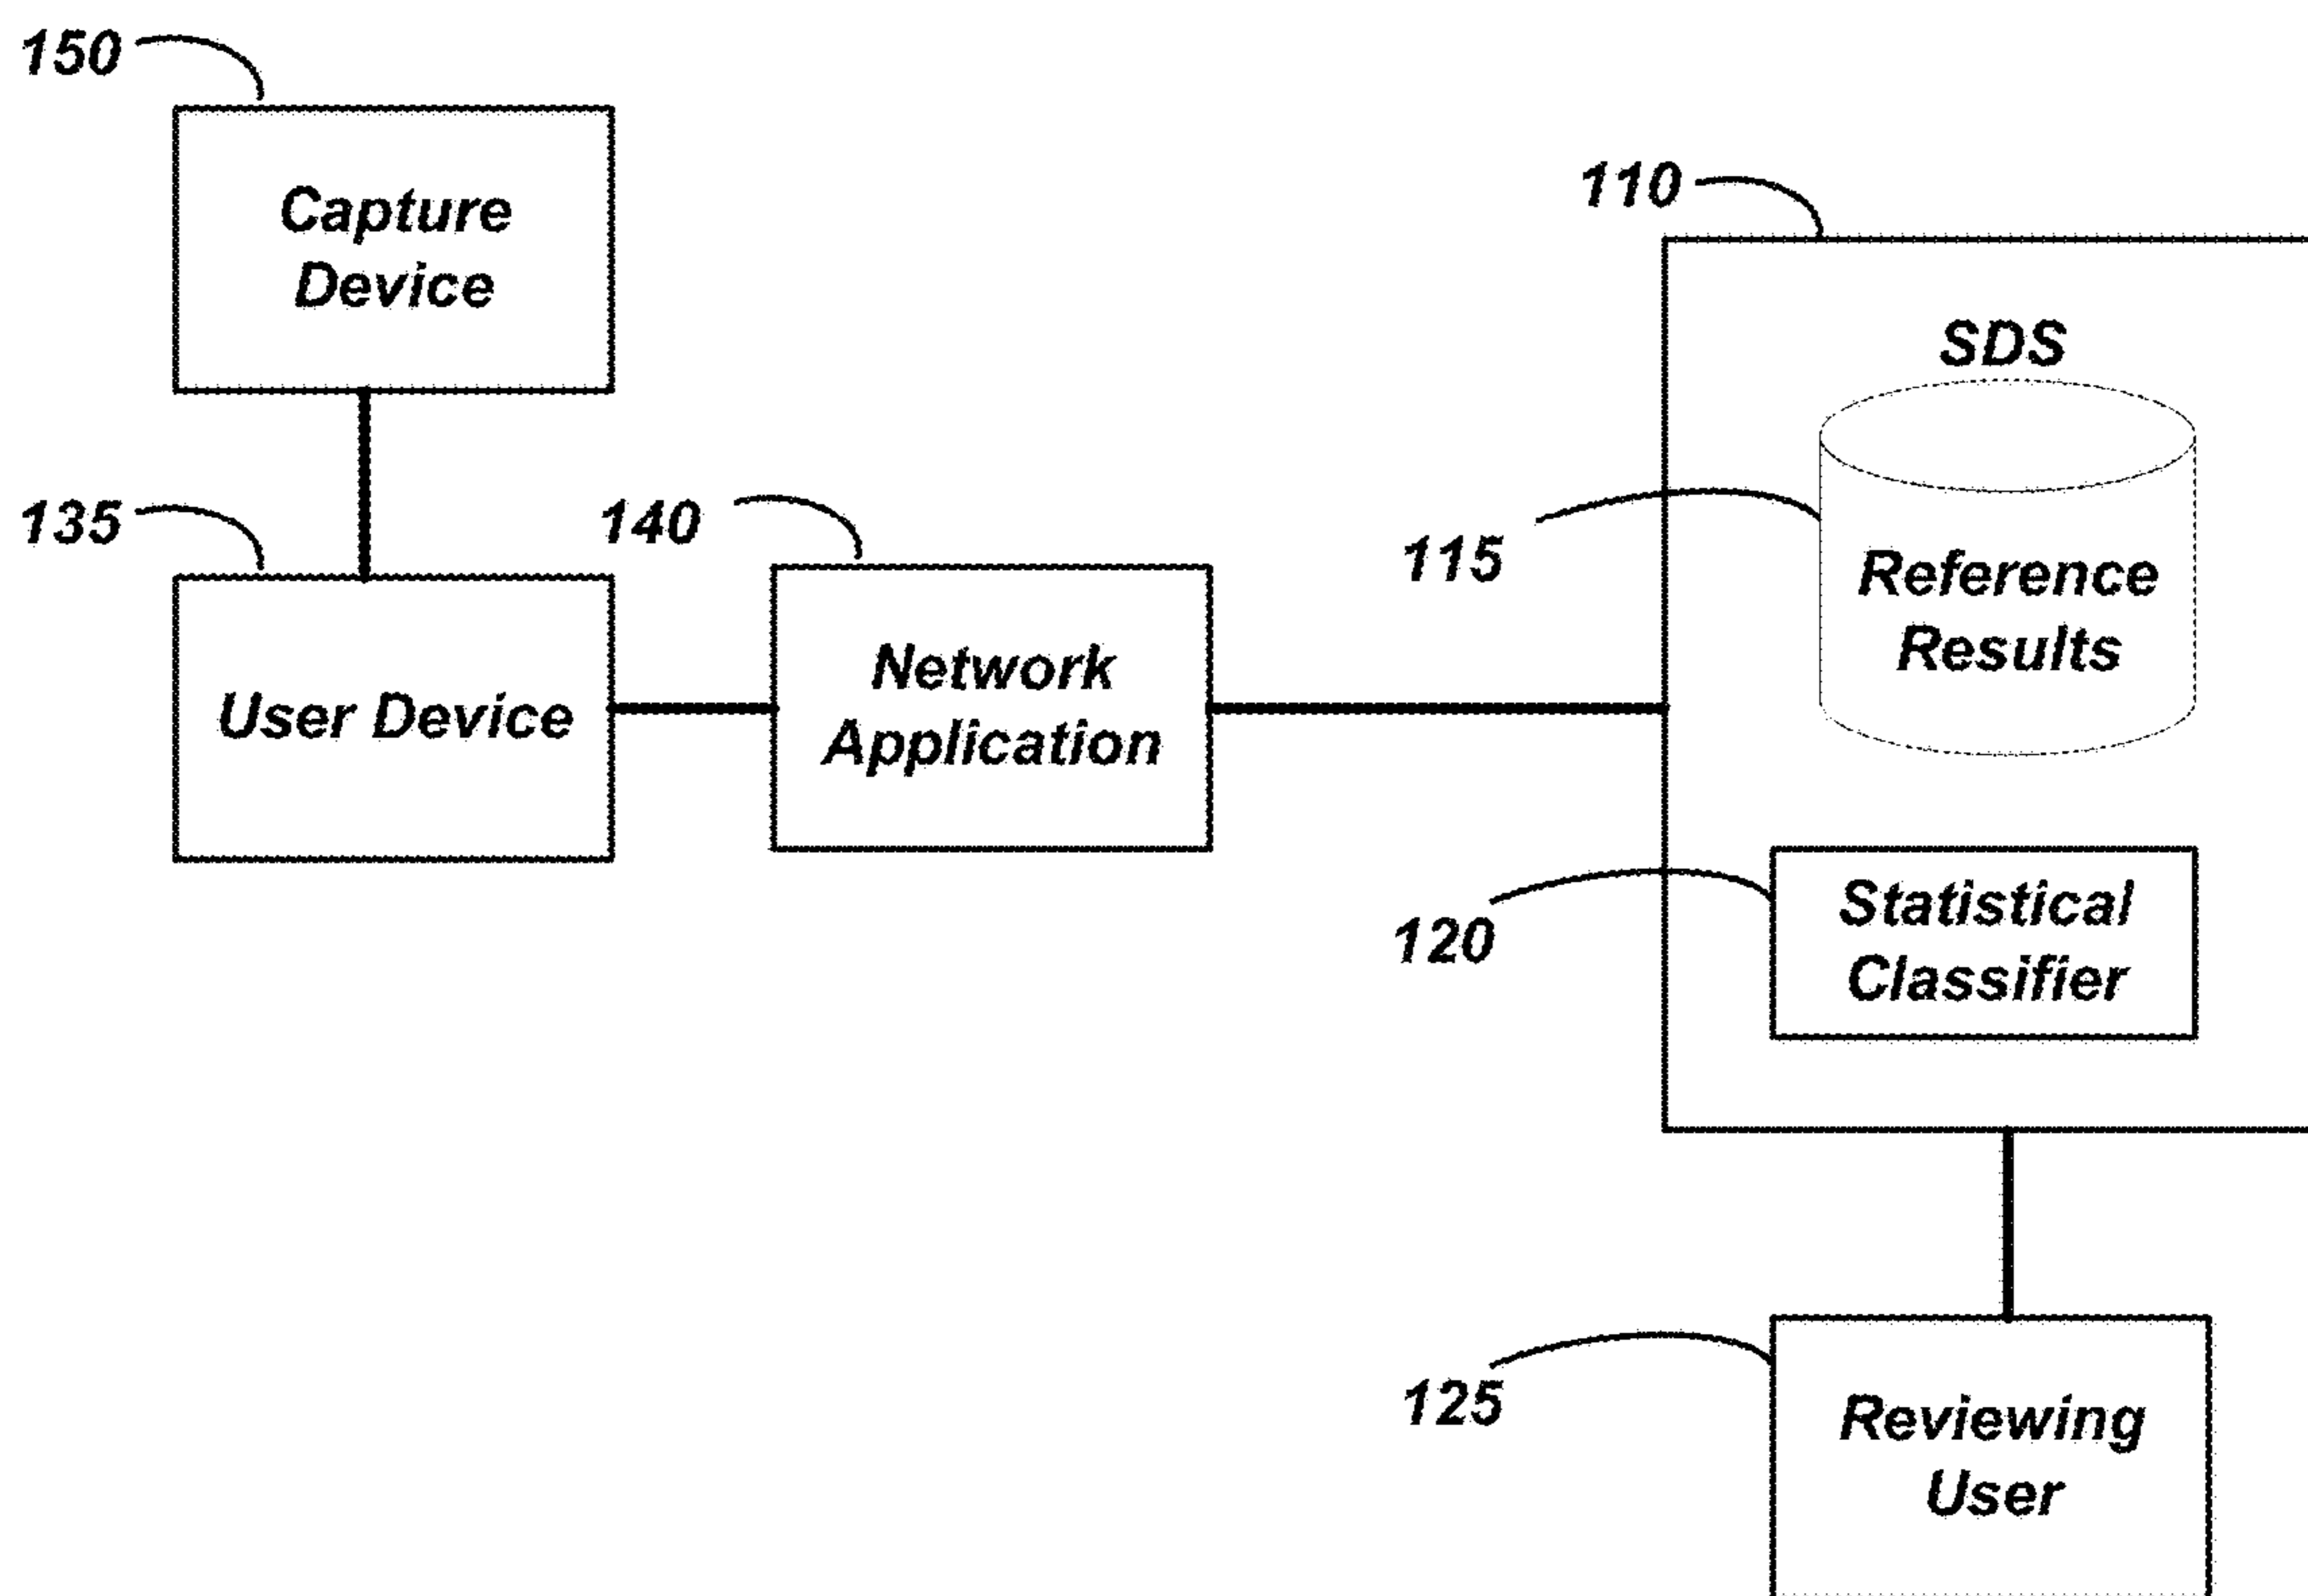 150
Capture
Device
110
SDS
135
140
115
Reference
Results
User Device
Network
Application
120
Statistical
Classifier
125
Reviewing
User